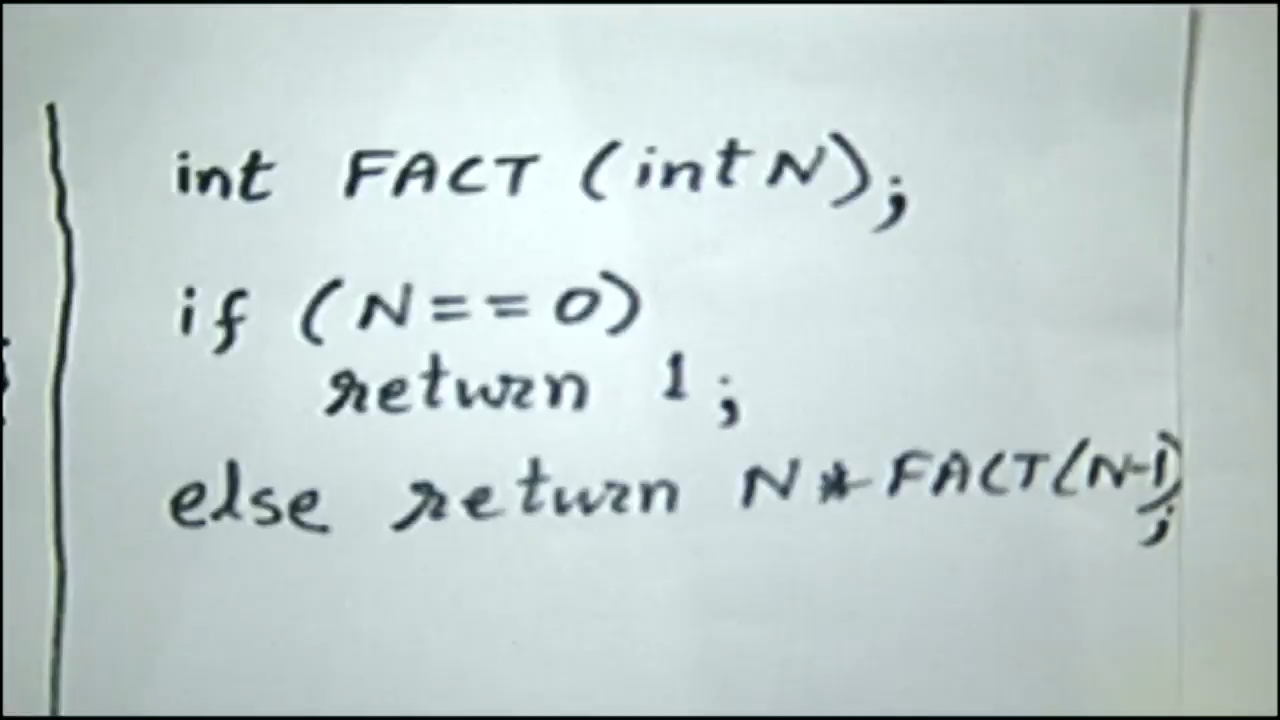 int FACT (int N);
if (N == 0)
return 1;
else return N * FACT(N-1);